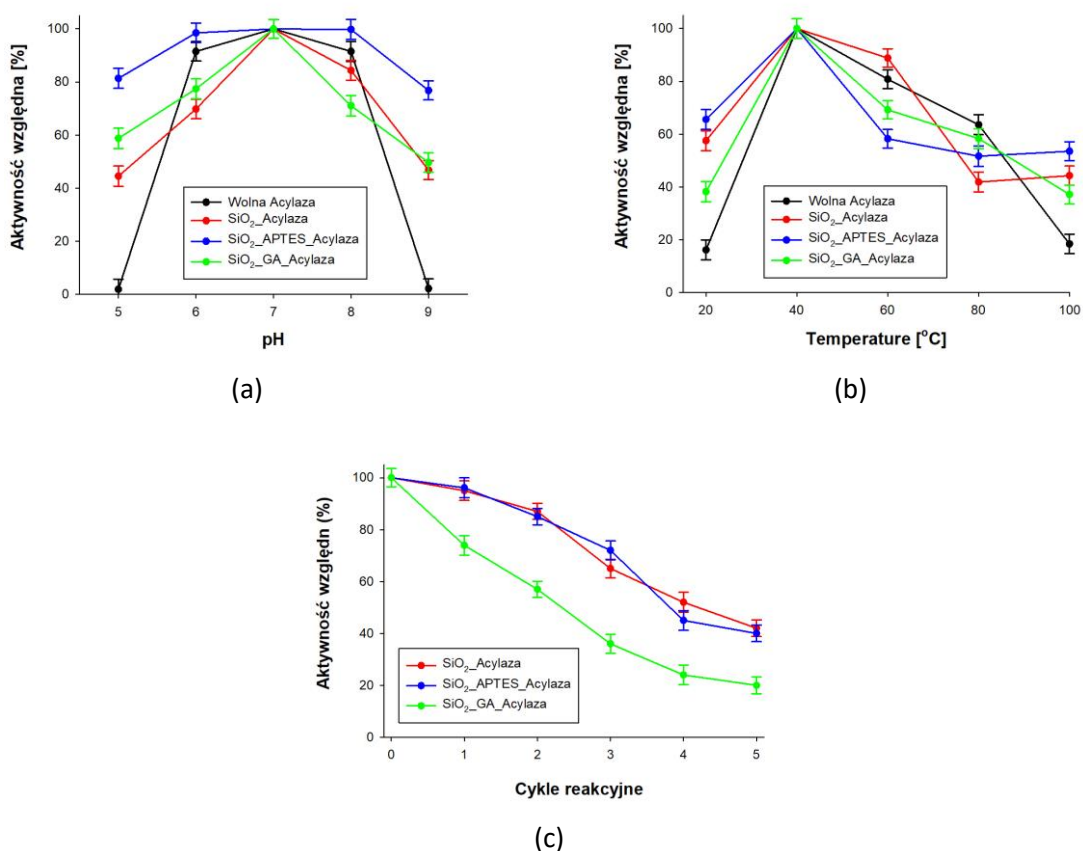 Aktywność względna [%]
100
80
60
40
20
0
Wolna Acylaza
SiO₂_Acylaza
SiO₂_APTES_Acylaza
SiO₂_GA_Acylaza
5 6 7 8 9
pH
(a)
Aktywność względna [%]
100
80
60
40
20
0
Wolna Acylaza
SiO₂_Acylaza
SiO₂_APTES_Acylaza
SiO₂_GA_Acylaza
20 40 60 80 100
Temperature [°C]
(b)
Aktywność względn (%)
100
80
60
40
20
0
SiO₂_Acylaza
SiO₂_APTES_Acylaza
SiO₂_GA_Acylaza
0 1 2 3 4 5
Cykle reakcyjne
(c)